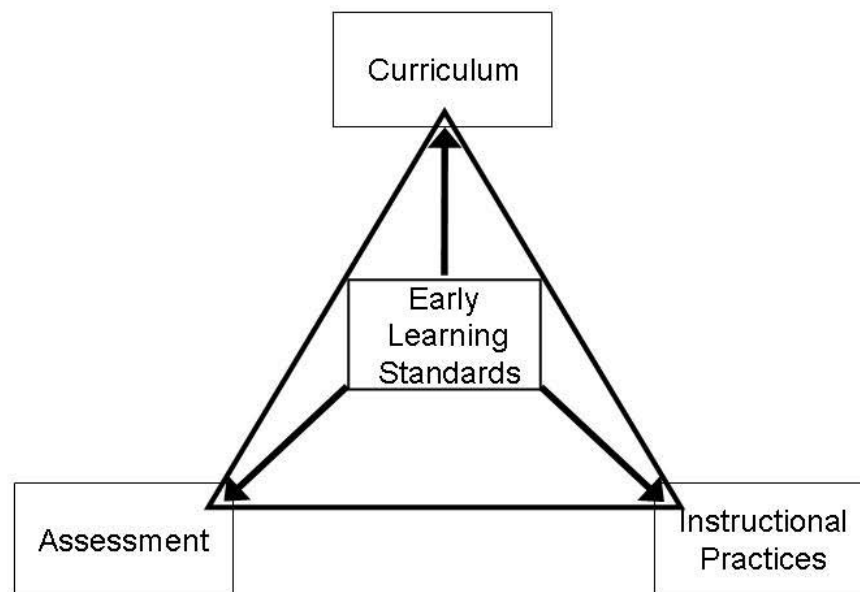 Curriculum
Early
Learning
Standards
Assessment
Instructional
Practices